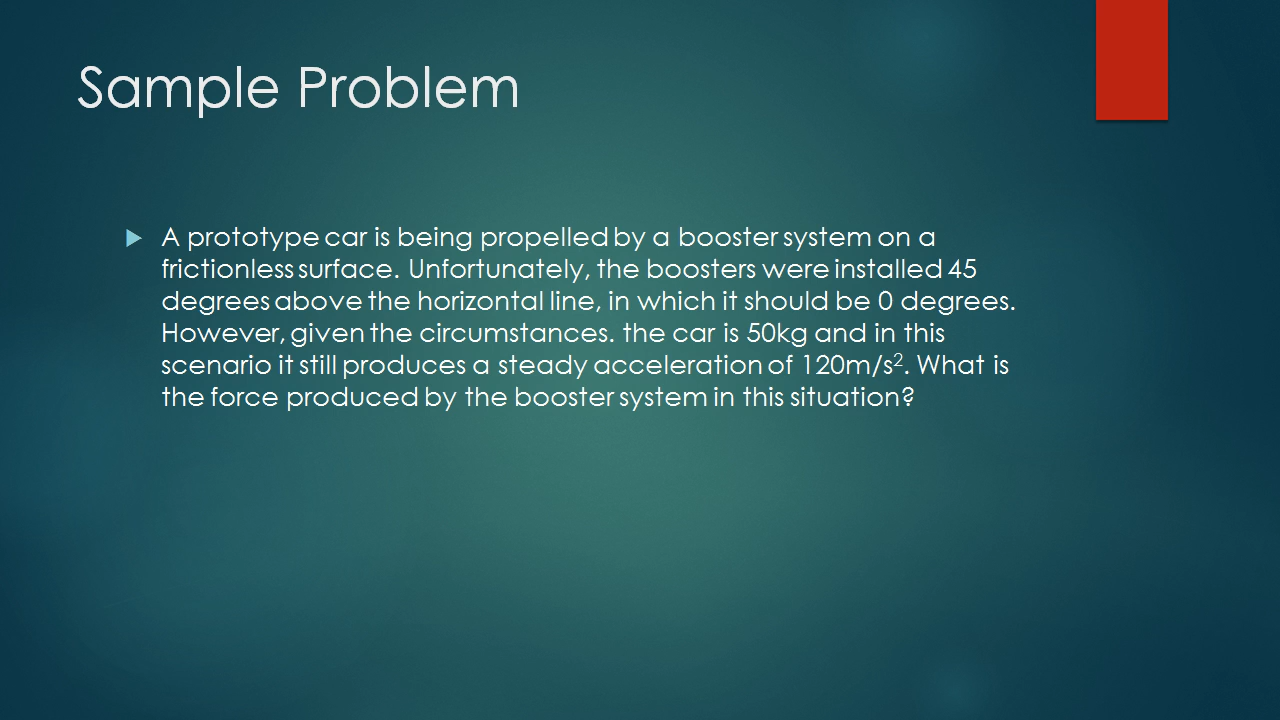 Sample Problem
A prototype car is being propelled by a booster system on a
frictionless surface. Unfortunately, the boosters were installed 45
degrees above the horizontal line, in which it should be 0 degrees.
However, given the circumstances. the car is 50kg and in this
scenario it still produces a steady acceleration of 120m/s². What is
the force produced by the booster system in this situation?